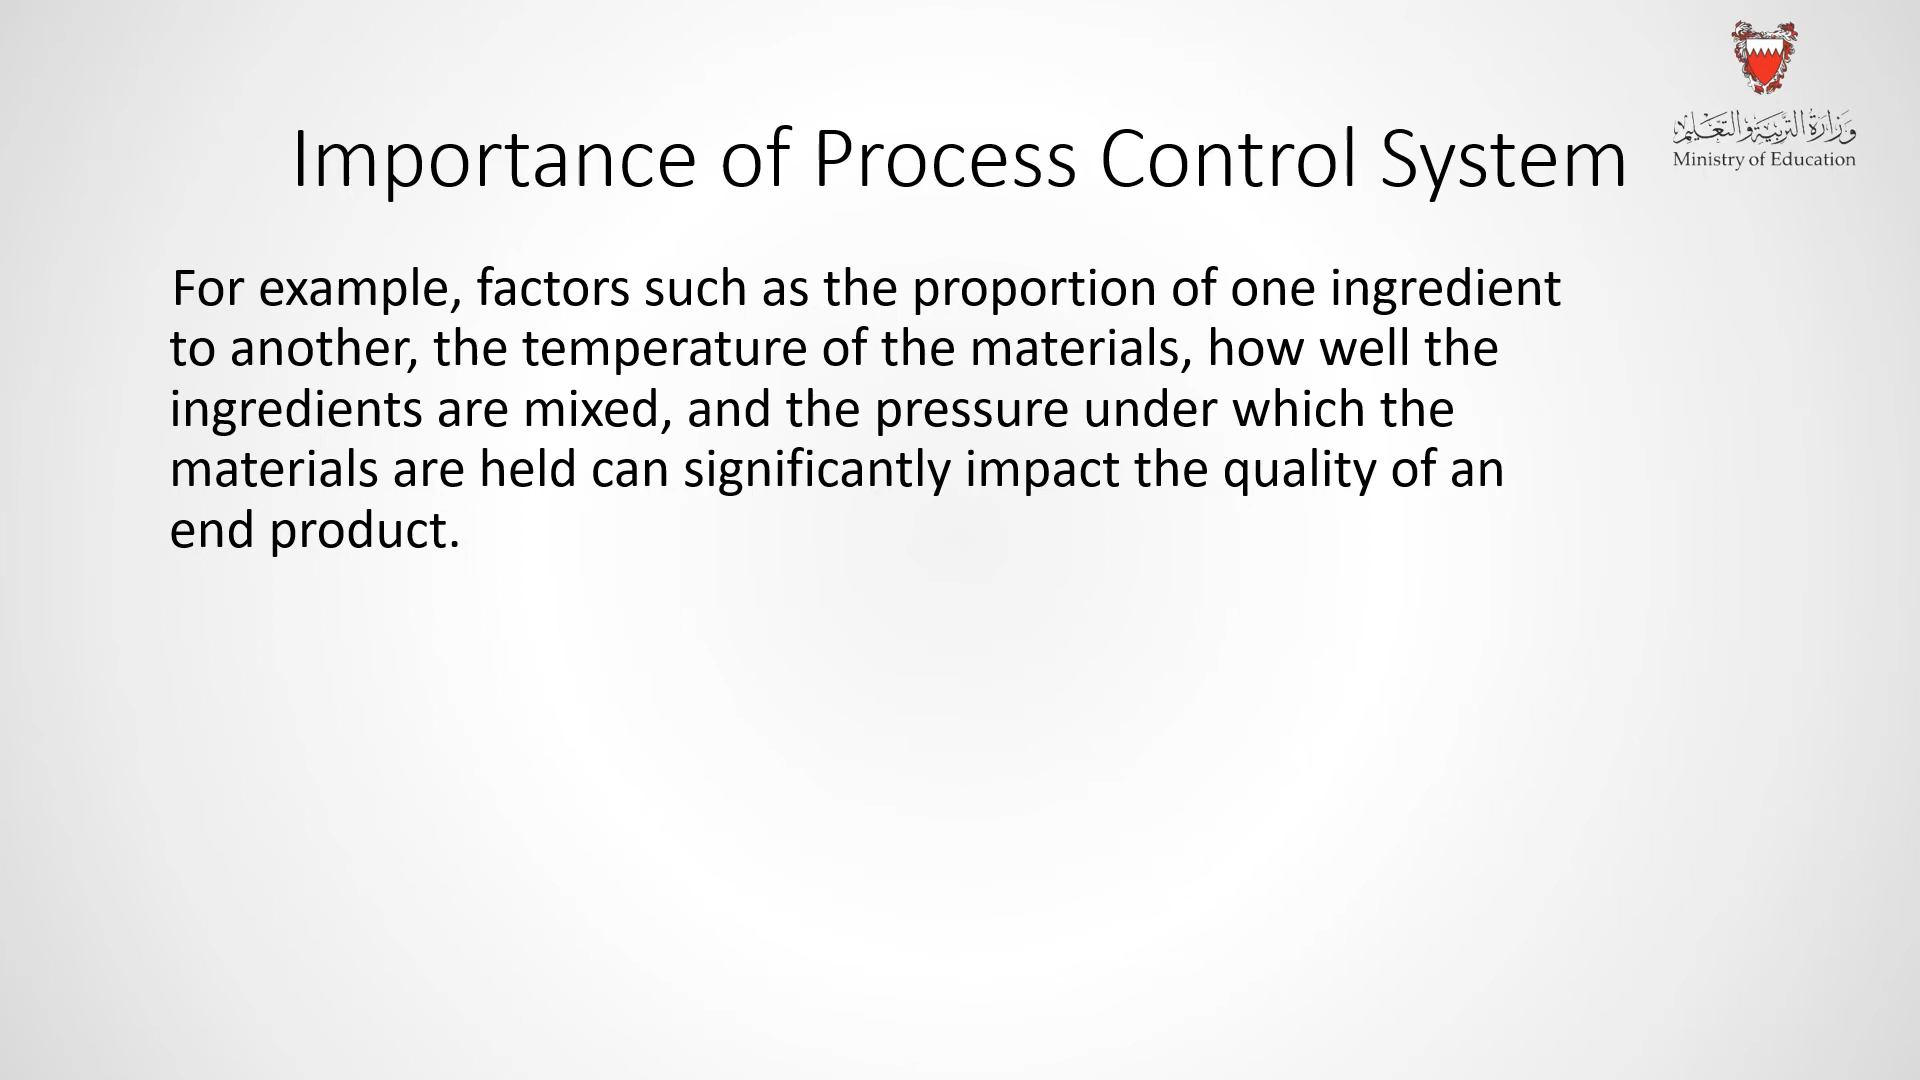 وزارة التربية والتعليم
Ministry of Education
Importance of Process Control System
For example, factors such as the proportion of one ingredient
to another, the temperature of the materials, how well the
ingredients are mixed, and the pressure under which the
materials are held can significantly impact the quality of an
end product.